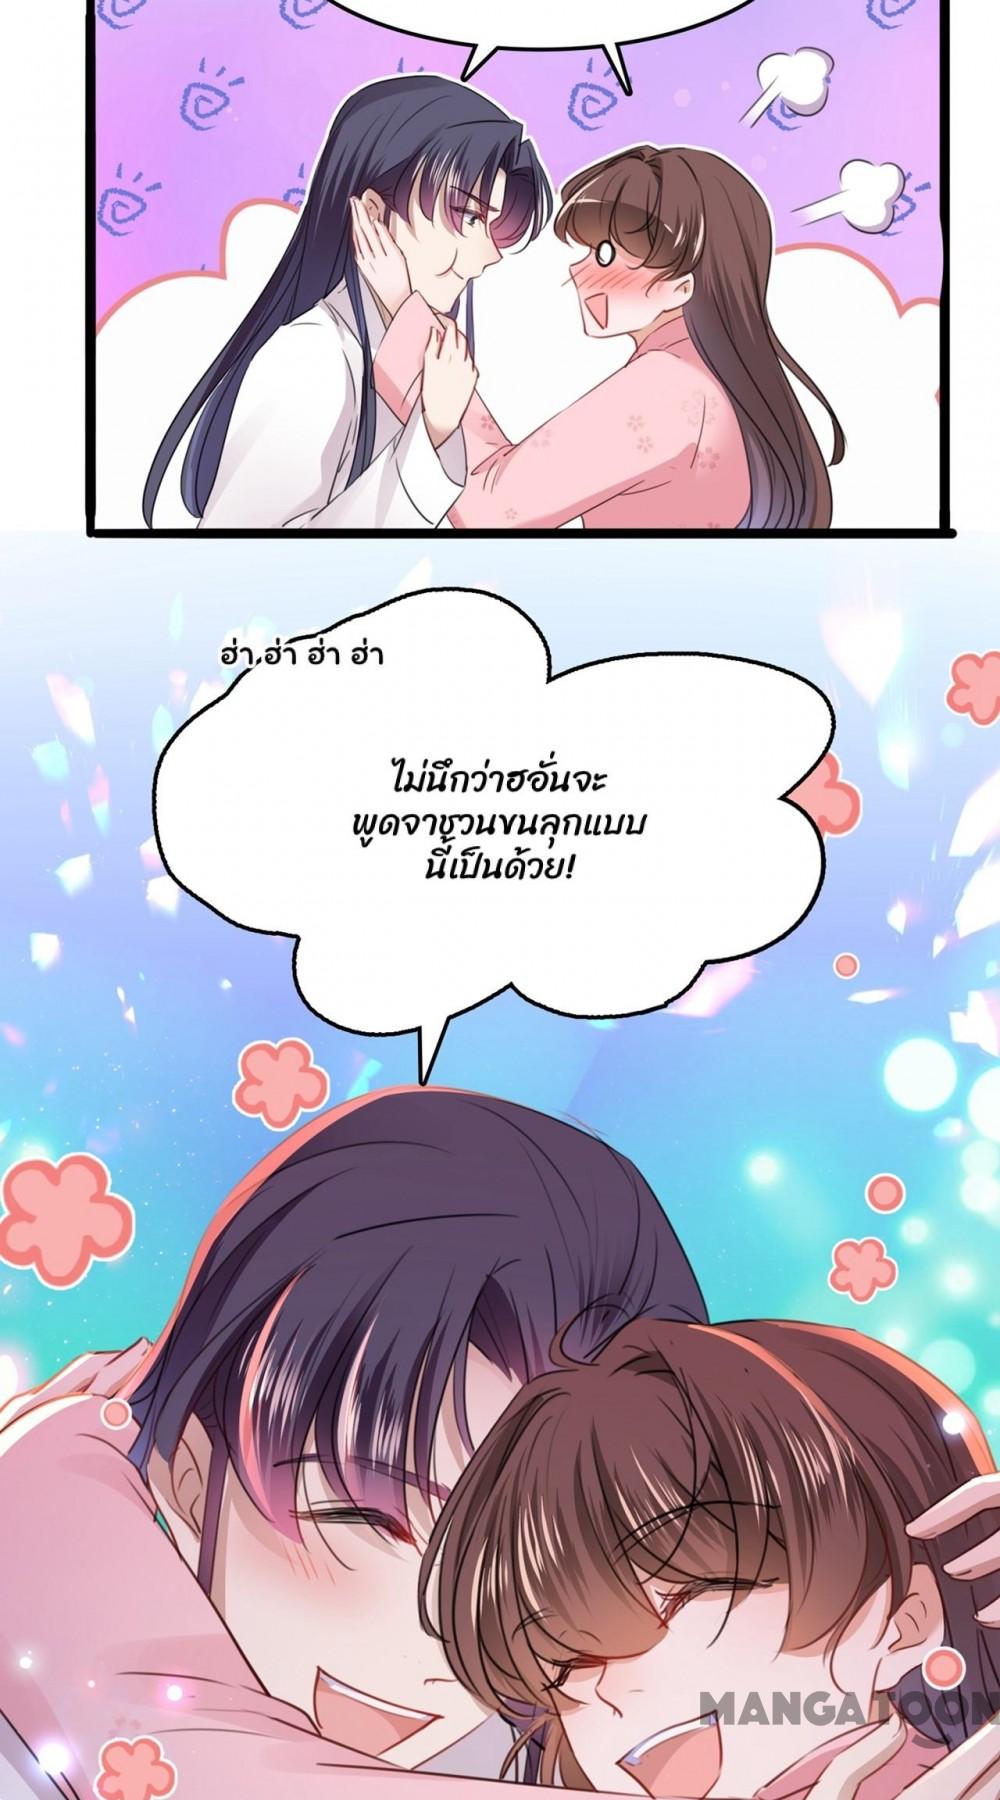 ฮ่า ฮ่า ฮ่า ฮ่า
ไม่นึกว่าฮอั่นจะ
พูดจาชวนขนลุกแบบ
นี้เป็นด้วย!
MANGATOON